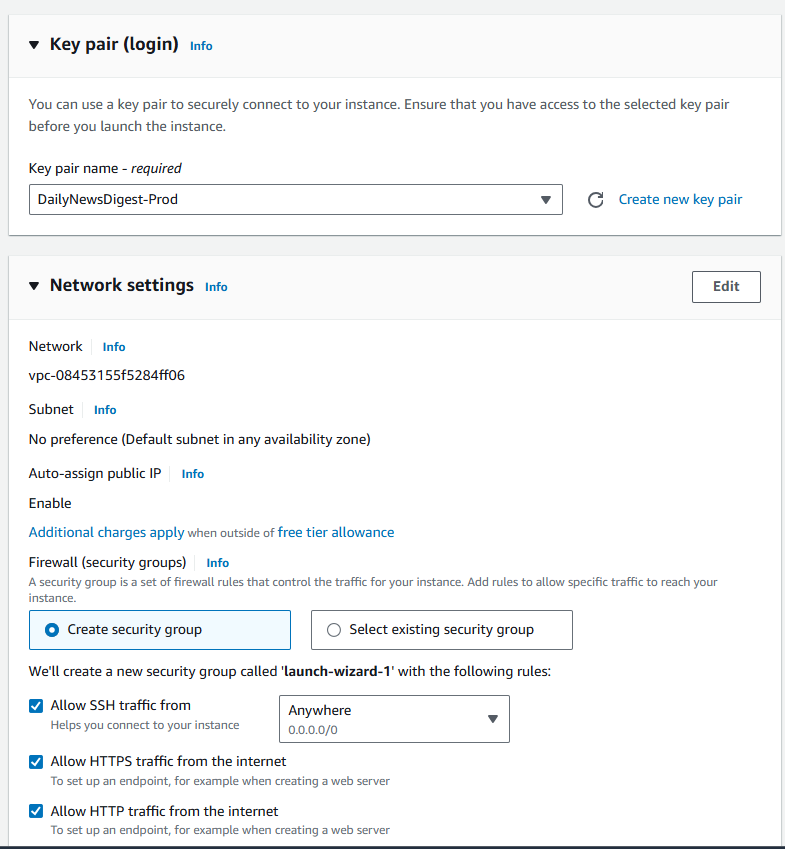 Key pair (login) Info
You can use a key pair to securely connect to your instance. Ensure that you have access to the selected key pair
before you launch the instance.
Key pair name - required
DailyNewsDigest-Prod
Create new key pair
Network settings Info
Edit
Network Info
vpc-08453155f5284ff06
Subnet Info
No preference (Default subnet in any availability zone)
Auto-assign public IP Info
Enable
Additional charges apply when outside of free tier allowance
Firewall (security groups) Info
A security group is a set of firewall rules that control the traffic for your instance. Add rules to allow specific traffic to reach your
instance.
Create security group
Select existing security group
We'll create a new security group called 'launch-wizard-1' with the following rules:
Allow SSH traffic from
Helps you connect to your instance
Anywhere
0.0.0.0/0
Allow HTTPS traffic from the internet
To set up an endpoint, for example when creating a web server
Allow HTTP traffic from the internet
To set up an endpoint, for example when creating a web server